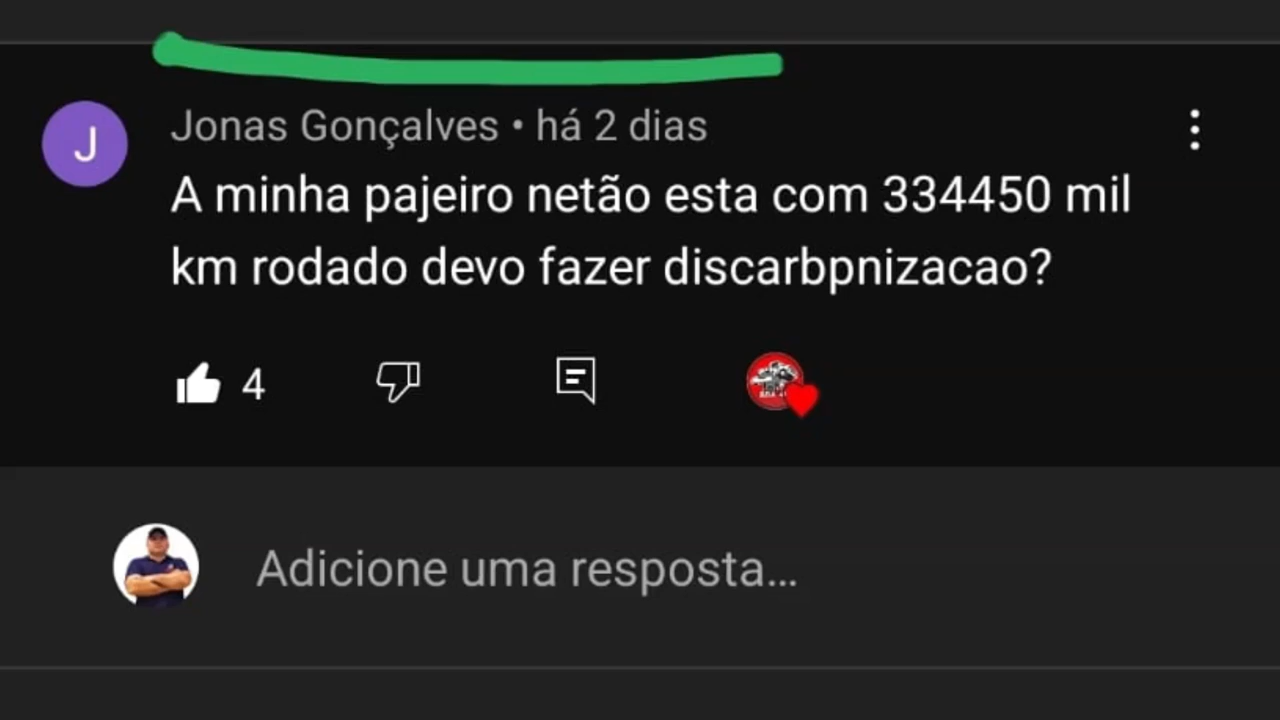 J
Jonas Gonçalves • há 2 dias
A minha pajeiro netão esta com 334450 mil
km rodado devo fazer discarbpnizacao?
4
Adicione uma resposta...